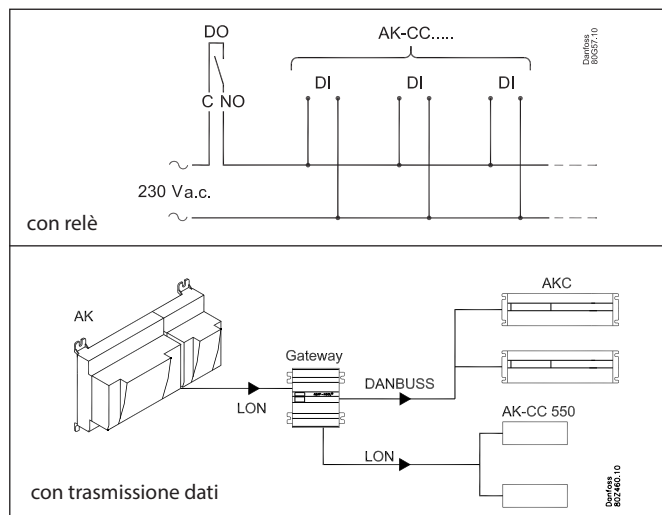 DO
AK-CC.....
Danfoss
80G57.10
DI
DI
DI
C NO
230 Va.c.
con relè
AK
AKC
Gateway
DANBUSS
LON
AK-CC 550
LON
con trasmissione dati
Danfoss
80Z460.10